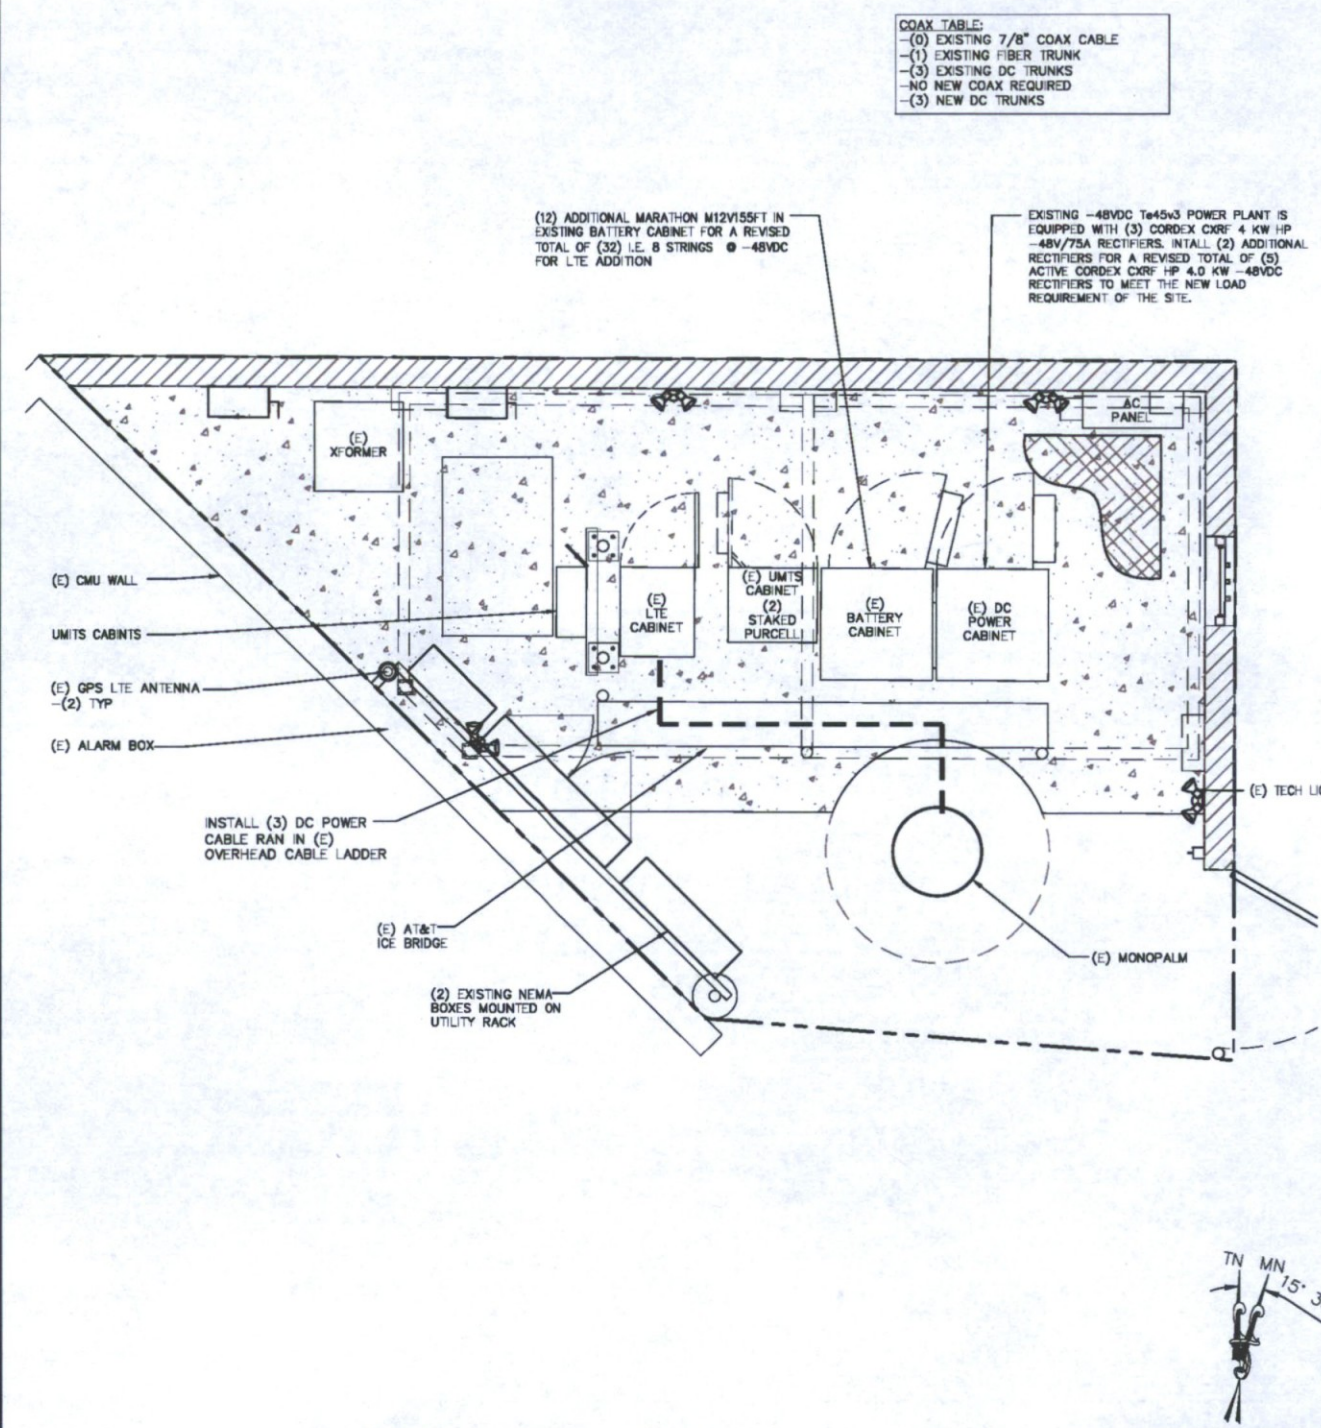 COAX TABLE:
-(0) EXISTING 7/8" COAX CABLE
-(1) EXISTING FIBER TRUNK
-(3) EXISTING DC TRUNKS
-NO NEW COAX REQUIRED
-(3) NEW DC TRUNKS
(12) ADDITIONAL MARATHON M12V155FT IN
EXISTING BATTERY CABINET FOR A REVISED
TOTAL OF (32) I.E. 8 STRINGS @ -48VDC
FOR LTE ADDITION
EXISTING -48VDC Te45v3 POWER PLANT IS
EQUIPPED WITH (3) CORDEX CXRF 4 KW HP
-48V/75A RECTIFIERS. INTALL (2) ADDITIONAL
RECTIFIERS FOR A REVISED TOTAL OF (5)
ACTIVE CORDEX CXRF HP 4.0 KW -48VDC
RECTIFIERS TO MEET THE NEW LOAD
REQUIREMENT OF THE SITE.
AC
PANEL
(E)
XFORMER
(E) CMU WALL
UMITS CABINTS
(E) GPS LTE ANTENNA
-(2) TYP
(E) ALARM BOX
(E)
LTE
CABINET
(E) UMTS
CABINET
(2)
STAKED
PURCELL
(E)
BATTERY
CABINET
(E) DC
POWER
CABINET
(E) TECH
INSTALL (3) DC POWER
CABLE RAN IN (E)
OVERHEAD CABLE LADDER
(E) AT&T
ICE BRIDGE
(2) EXISTING NEMA
BOXES MOUNTED ON
UTILITY RACK
(E) MONOPALM
TN MN
15°